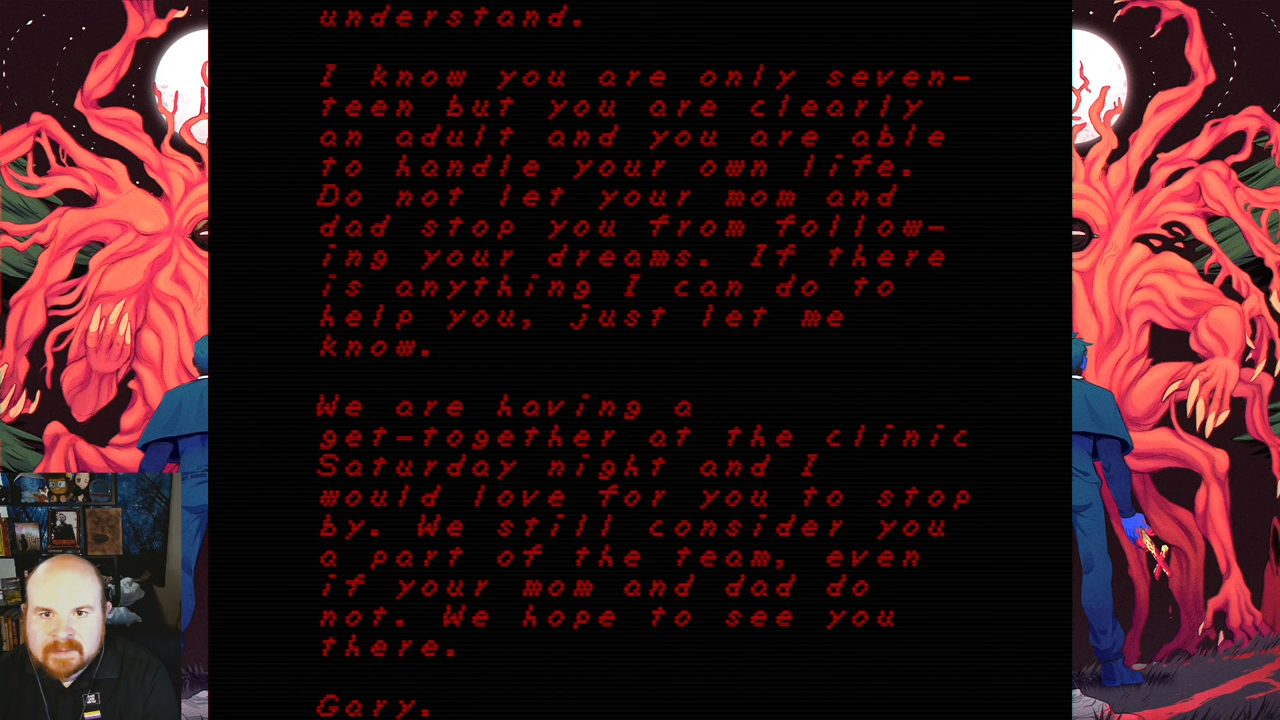 understand.
I know you are only seven-
teen but you are clearly
an adult and you are able
to handle your own life.
Do not let your mom and
dad stop you from follow-
ing your dreams. If there
is anything I can do to
help you, just let me
know.
We are having a
get-together at the clinic
Saturday night and I
would love for you to stop
by. We still consider you
a part of the team, even
if your mom and dad do
not. We hope to see you
there.
Gary.